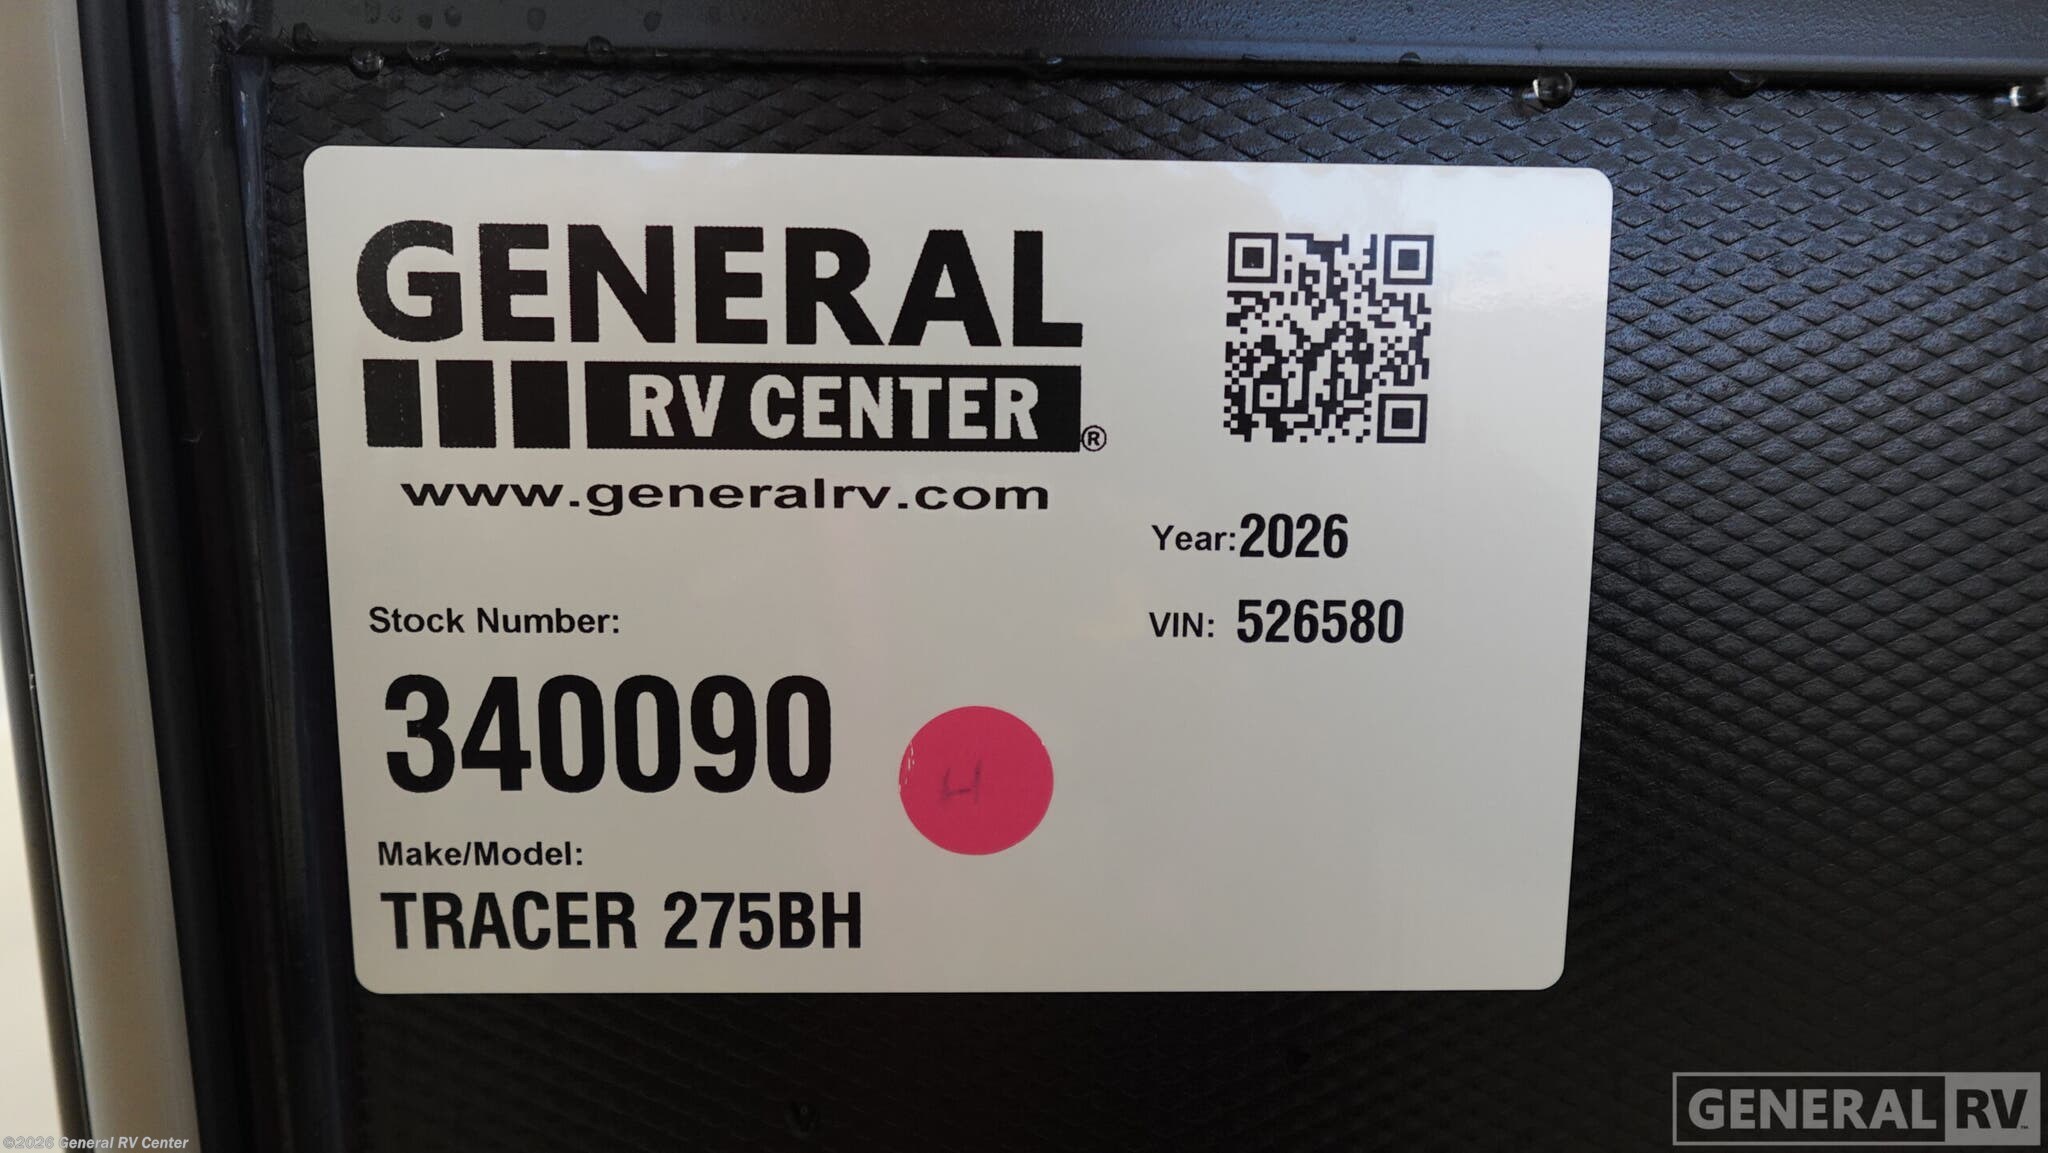 GENERAL
RV CENTER®
www.generalrv.com
Year: 2026
VIN: 526580
Stock Number:
340090
H
Make/Model:
TRACER 275BH
GENERAL RV™
©2026 General RV Center